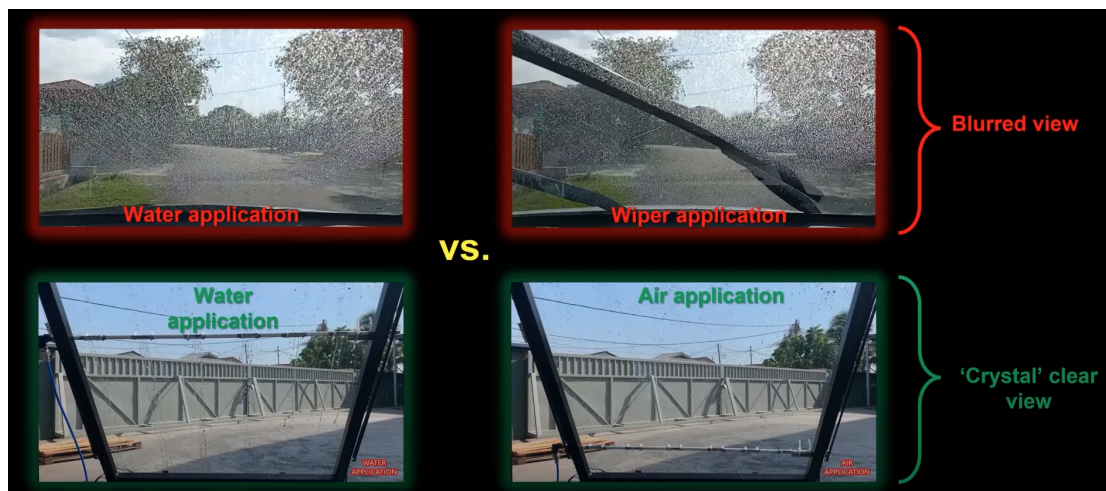 Water application
Wiper application
Blurred view
vs.
Water
application
Air application
WATER
APPLICATION
AIR
APPLICATION
‘Crystal’ clear
view